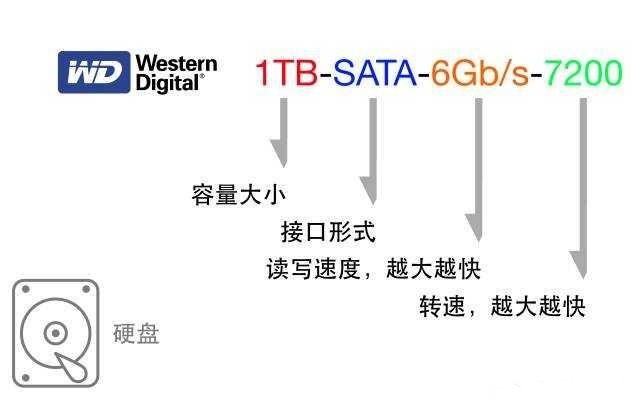 WD Western Digital® 1TB-SATA-6Gb/s-7200
容量大小
接口形式
读写速度，越大越快
转速，越大越快
硬盘